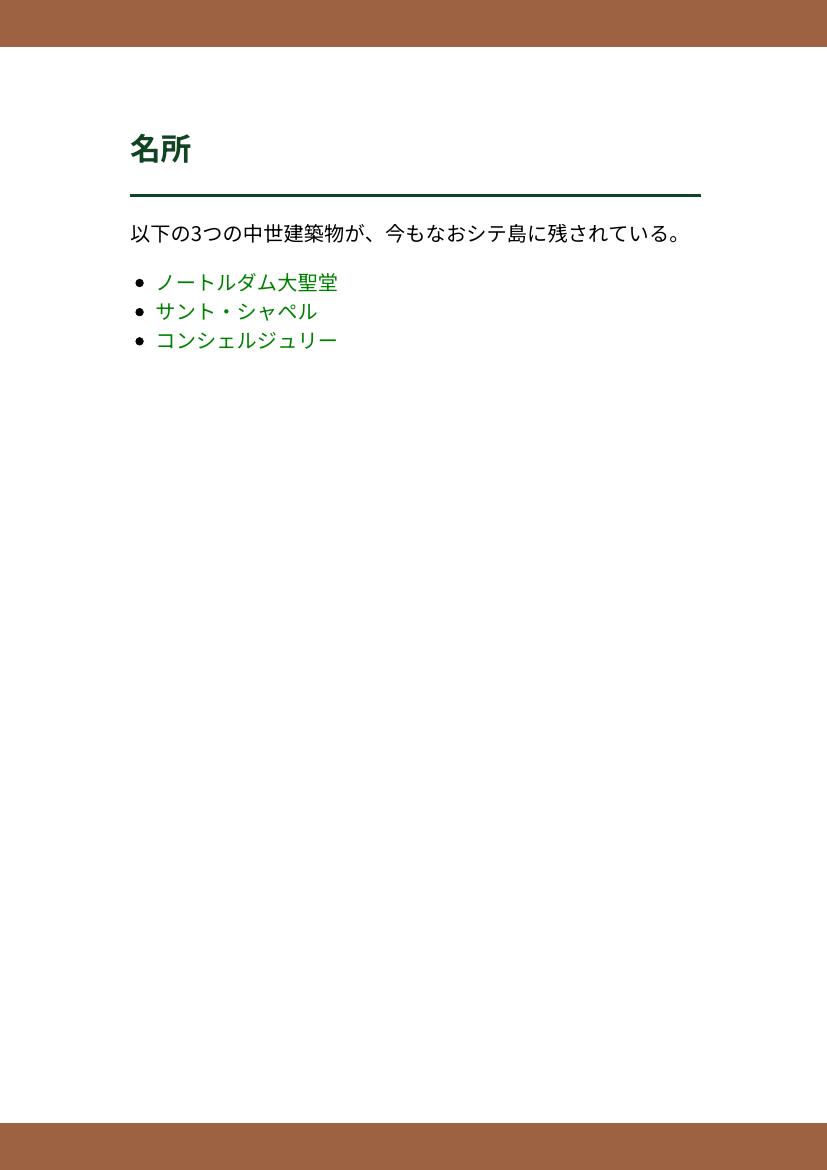 名所
以下の3つの中世建築物が、今もなおシテ島に残されている。
• ノートルダム大聖堂
• サント・シャペル
• コンシェルジュリー